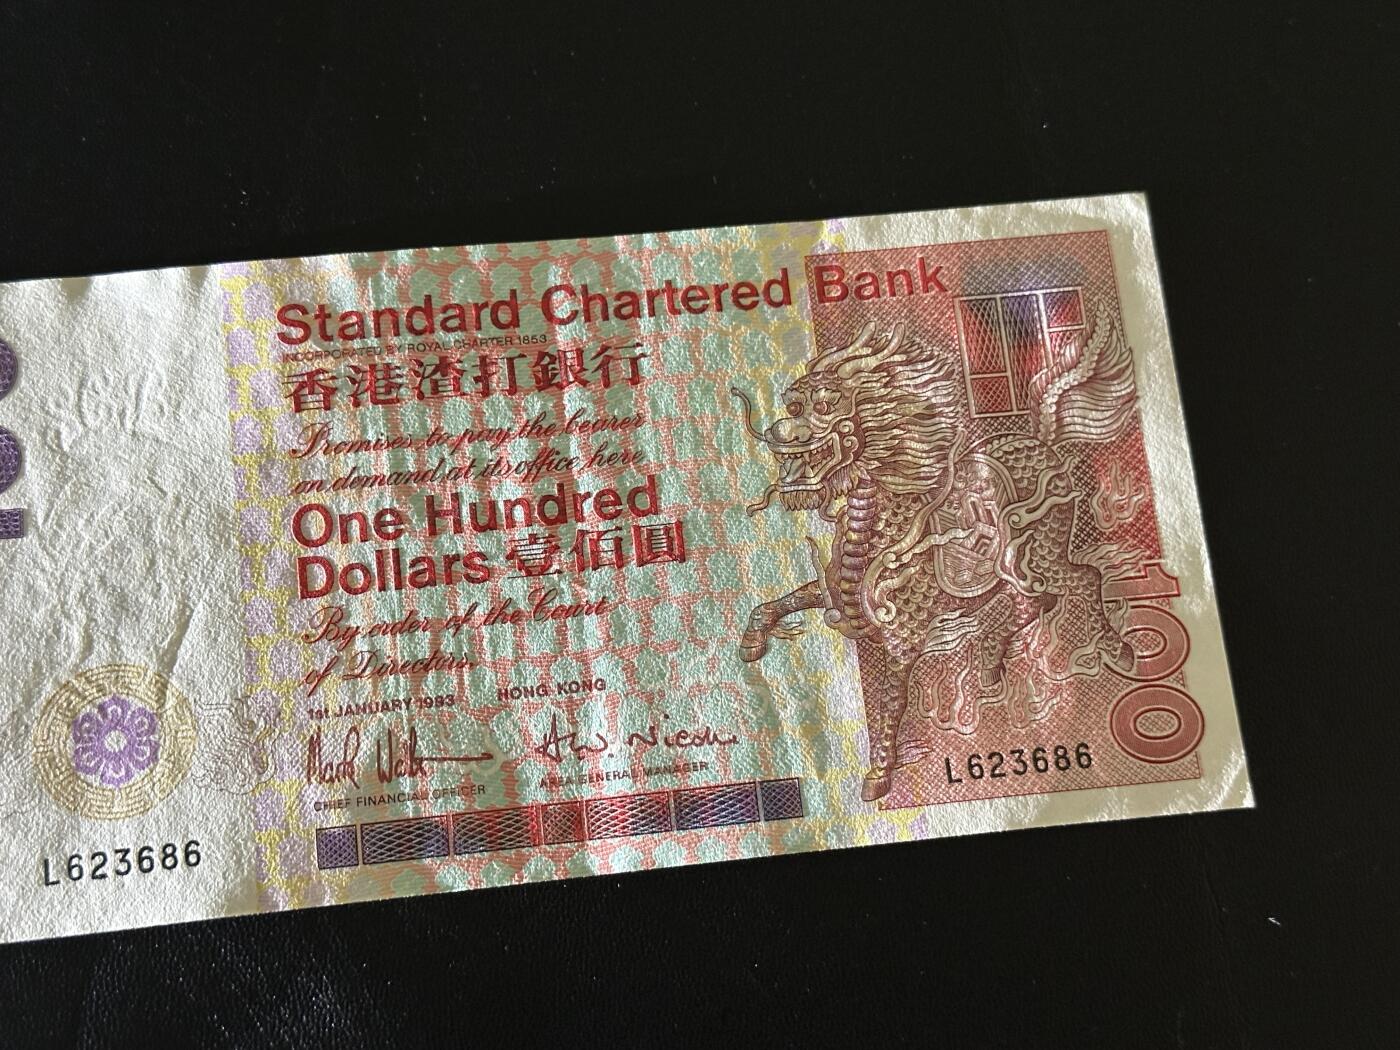 Standard Chartered Bank
INCORPORATED BY ROYAL CHARTER 1853
香港渣打銀行
Promises to pay the bearer
on demand at its office here
One Hundred
Dollars 壹佰圓
By order of the Court
of Directors.
1st JANUARY 1993 HONG KONG
CHIEF FINANCIAL OFFICER
AREA GENERAL MANAGER
100
L623686
L623686